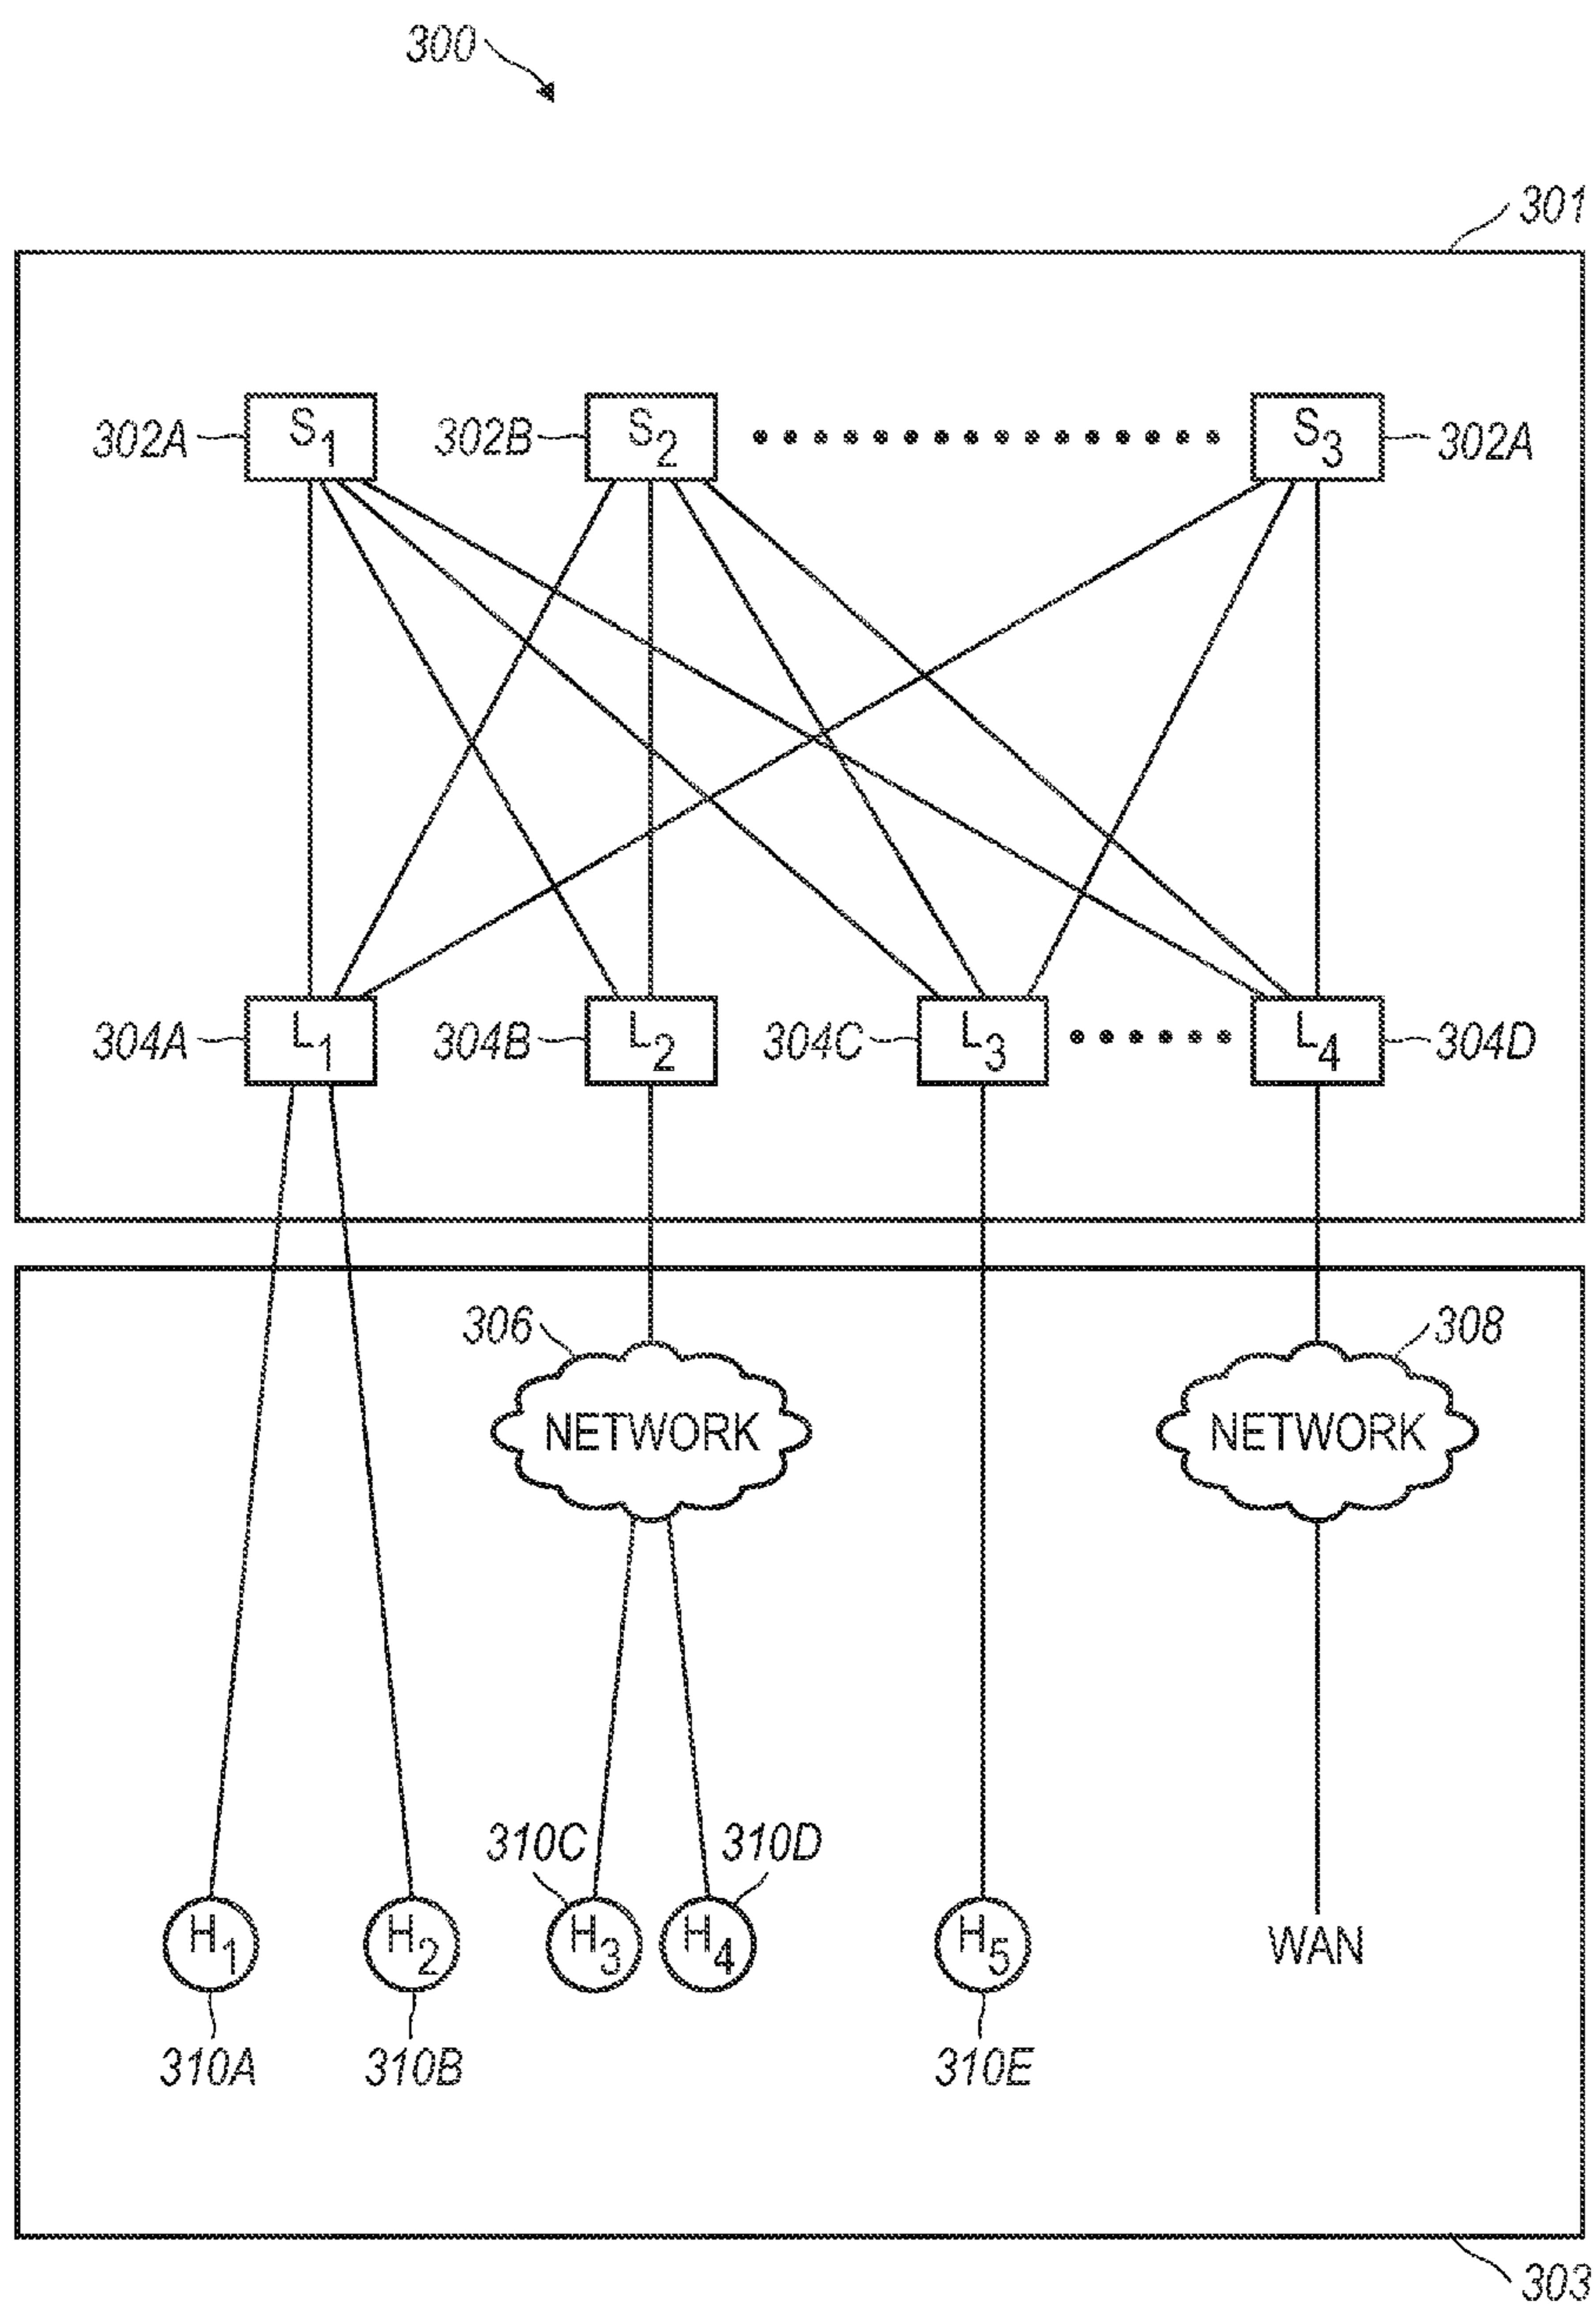 300
301
302A S1 302B S2 S3 302A
304A L1 304B L2 304C L3 L4 304D
306 308
NETWORK NETWORK
310C 310D
H1 H2 H3 H4 H5 WAN
310A 310B 310E
303